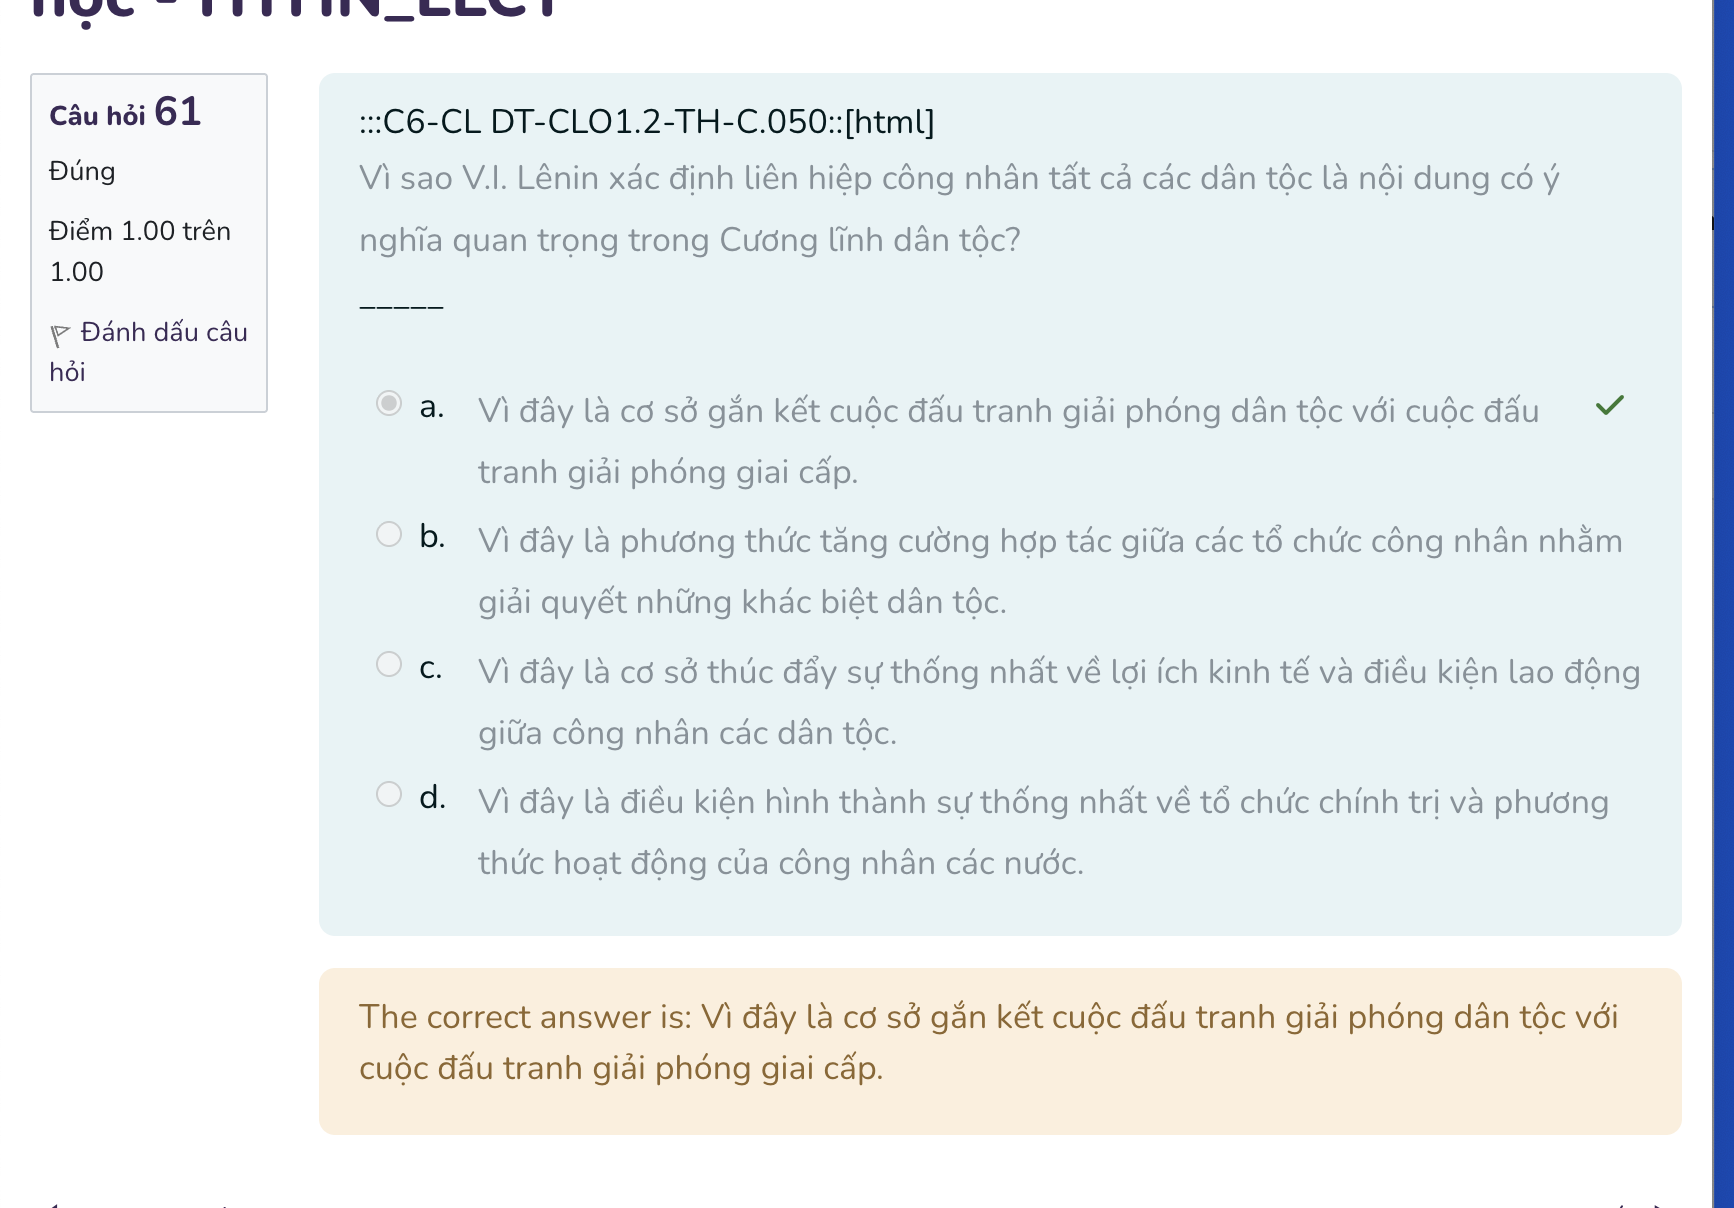 học - THTHN_ELCT
Câu hỏi 61
Đúng
Điểm 1.00 trên
1.00
Đánh dấu câu
hỏi
:::C6-CL DT-CLO1.2-TH-C.050::[html]
Vì sao V.I. Lênin xác định liên hiệp công nhân tất cả các dân tộc là nội dung có ý
nghĩa quan trọng trong Cương lĩnh dân tộc?
_____
a. Vì đây là cơ sở gắn kết cuộc đấu tranh giải phóng dân tộc với cuộc đấu
tranh giải phóng giai cấp.
b. Vì đây là phương thức tăng cường hợp tác giữa các tổ chức công nhân nhằm
giải quyết những khác biệt dân tộc.
c. Vì đây là cơ sở thúc đẩy sự thống nhất về lợi ích kinh tế và điều kiện lao động
giữa công nhân các dân tộc.
d. Vì đây là điều kiện hình thành sự thống nhất về tổ chức chính trị và phương
thức hoạt động của công nhân các nước.
The correct answer is: Vì đây là cơ sở gắn kết cuộc đấu tranh giải phóng dân tộc với
cuộc đấu tranh giải phóng giai cấp.